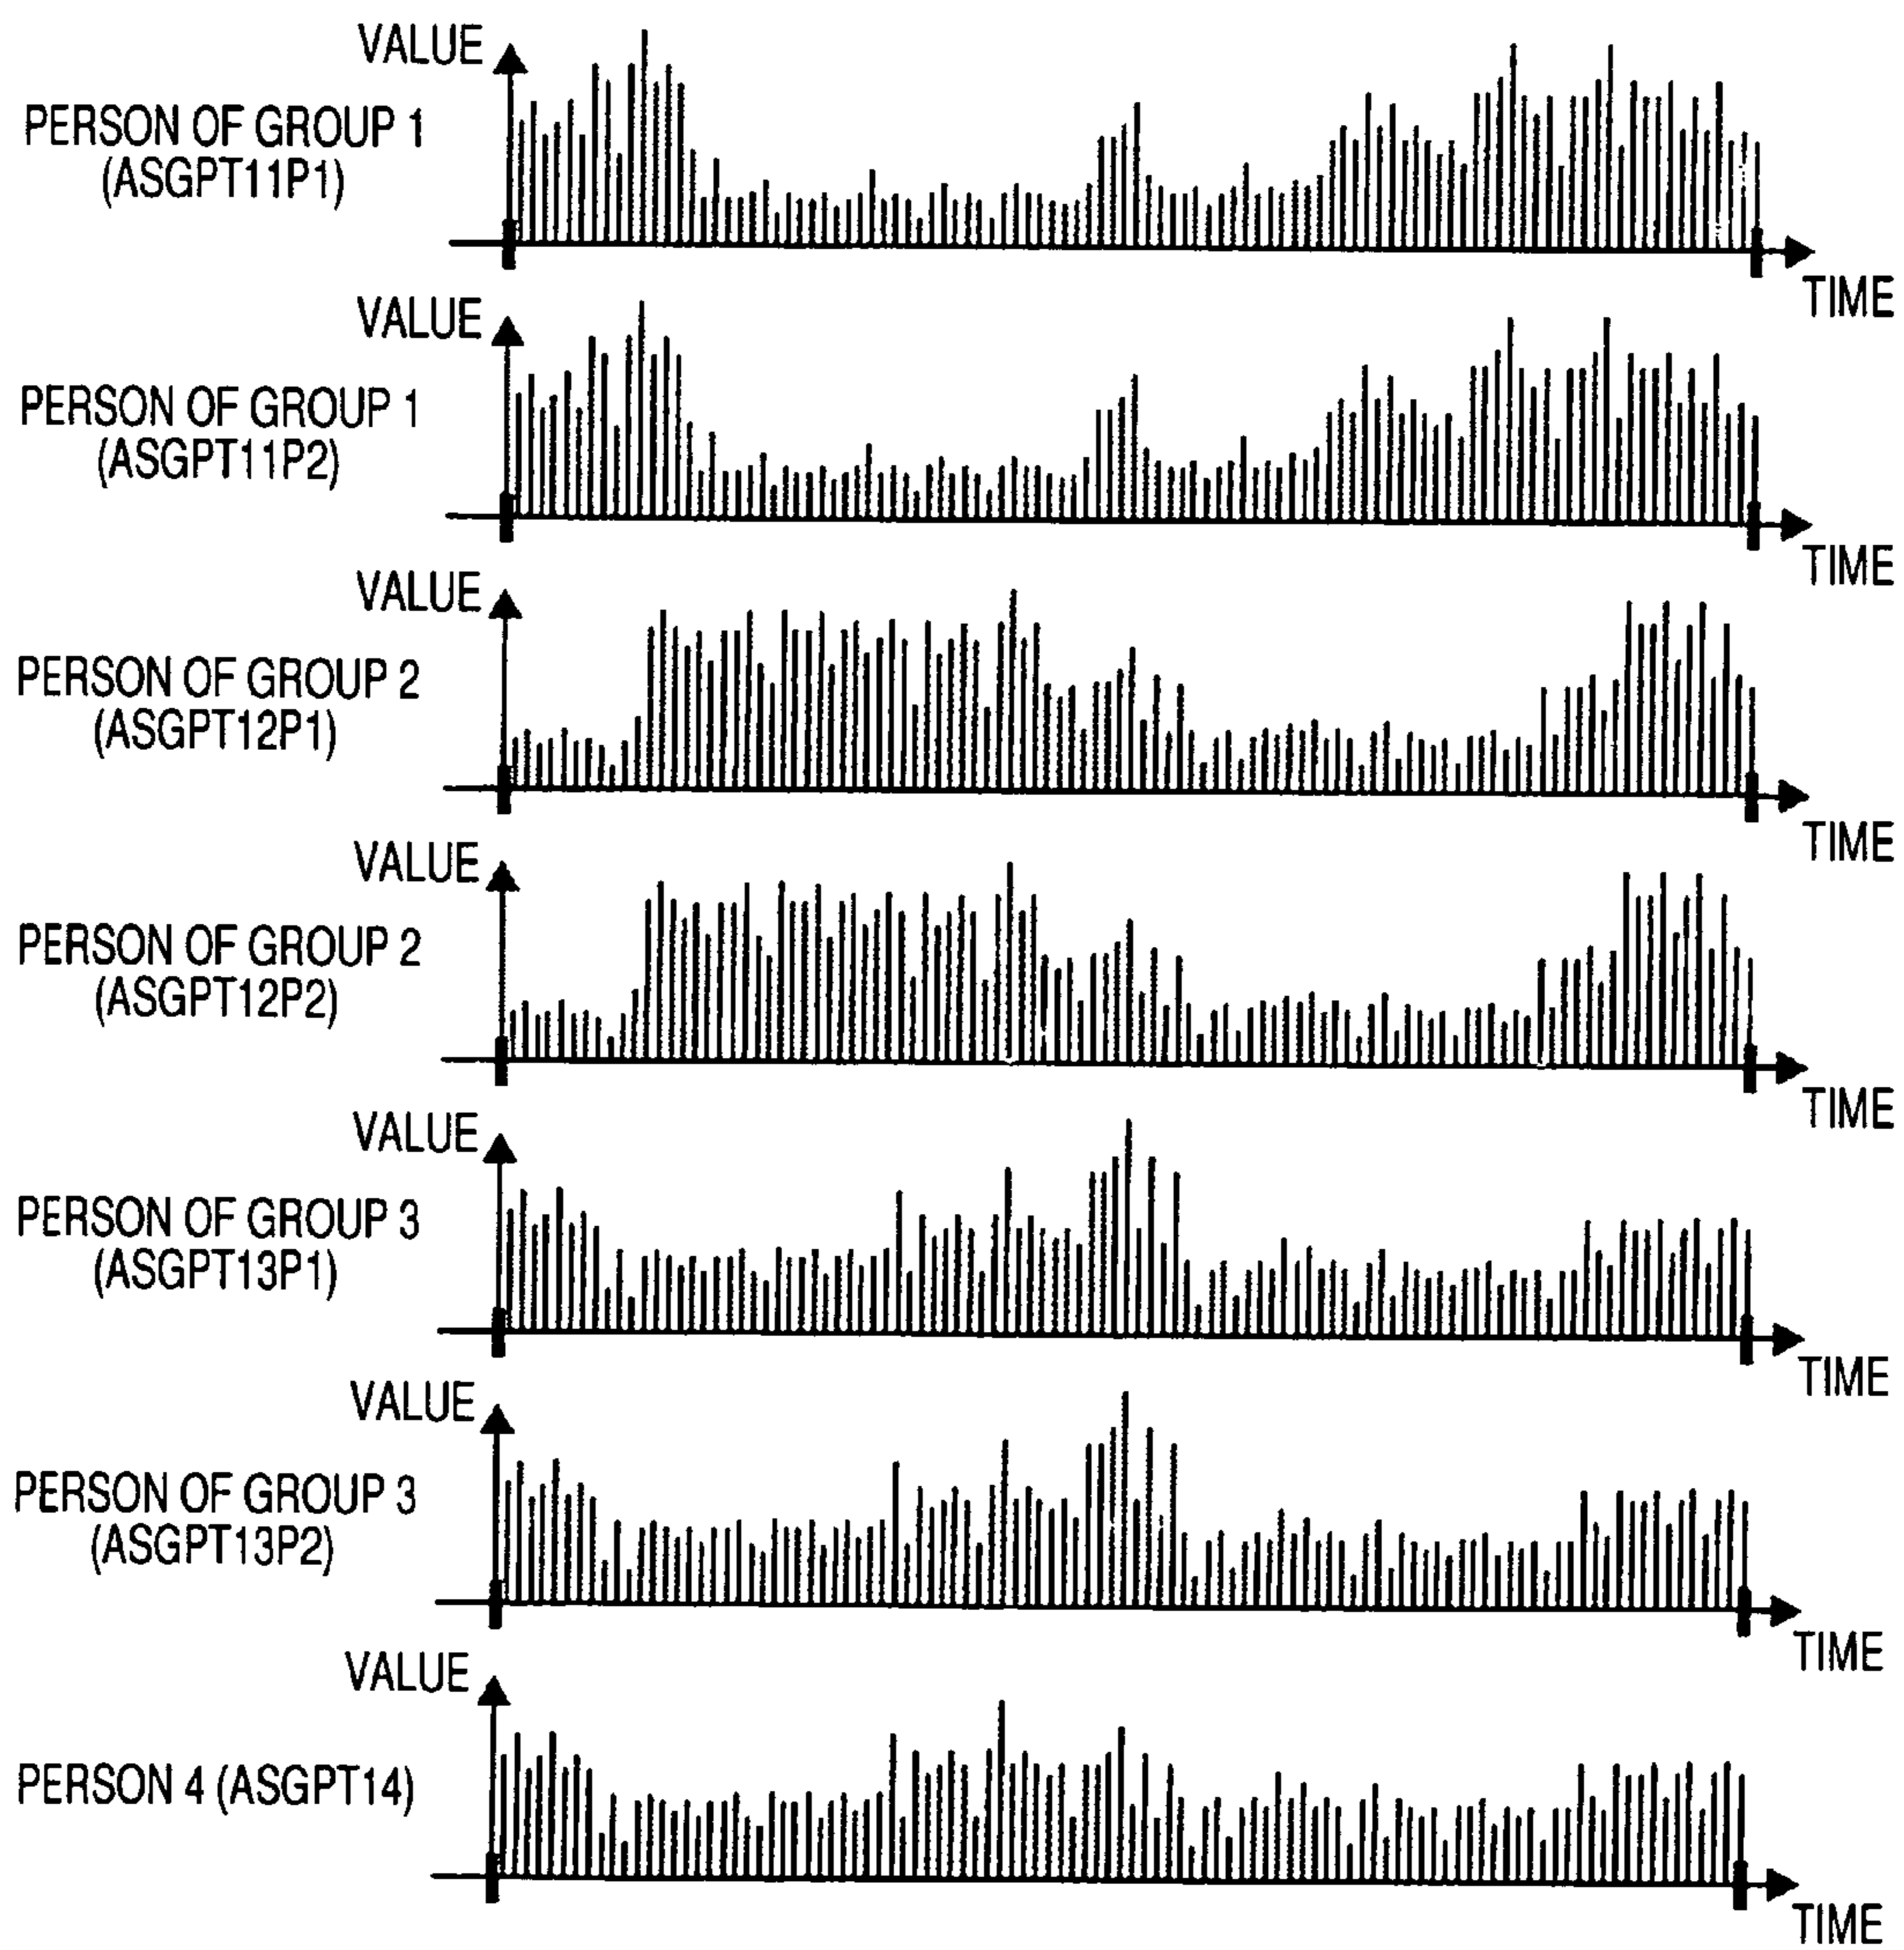 VALUE
PERSON OF GROUP 1
(ASGPT11P1)
TIME
VALUE
PERSON OF GROUP 1
(ASGPT11P2)
TIME
VALUE
PERSON OF GROUP 2
(ASGPT12P1)
TIME
VALUE
PERSON OF GROUP 2
(ASGPT12P2)
TIME
VALUE
PERSON OF GROUP 3
(ASGPT13P1)
TIME
VALUE
PERSON OF GROUP 3
(ASGPT13P2)
TIME
VALUE
PERSON 4 (ASGPT14)
TIME